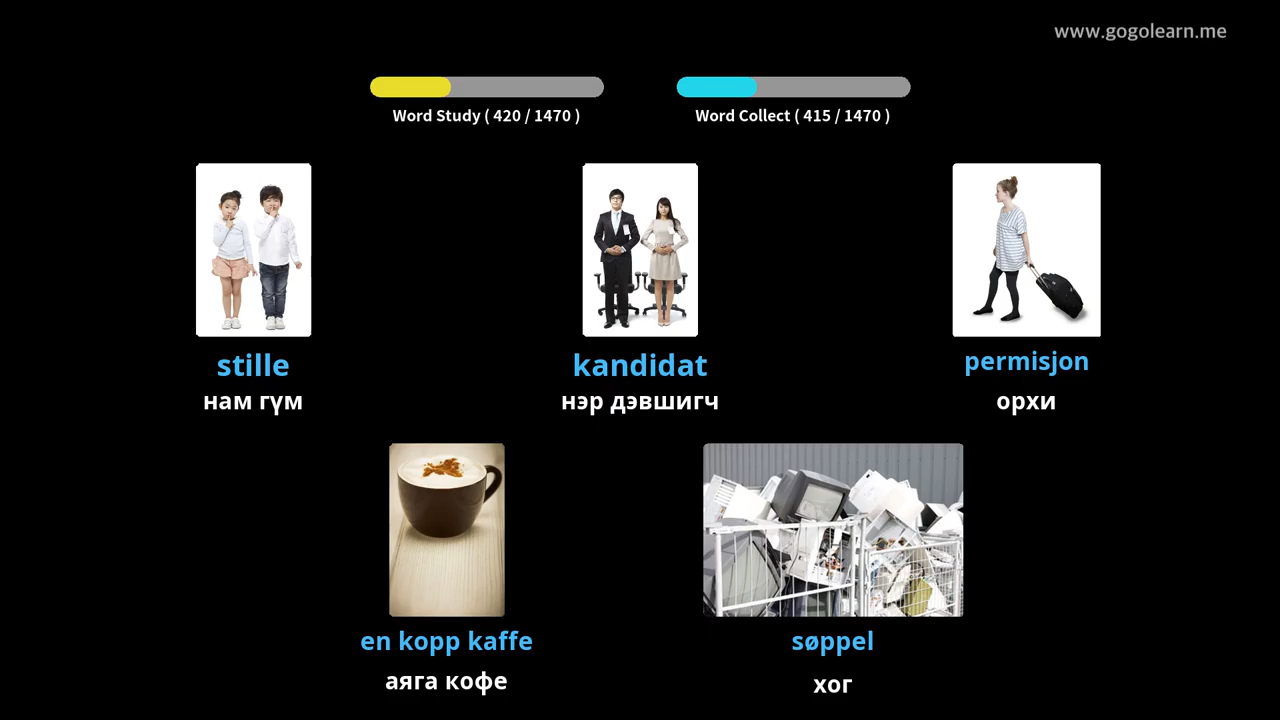 www.gogolearn.me
Word Study ( 420 / 1470 )
Word Collect ( 415 / 1470 )
stille
нам гүм
kandidat
нэр дэвшигч
permisjon
орхи
en kopp kaffe
аяга кофе
søppel
хог